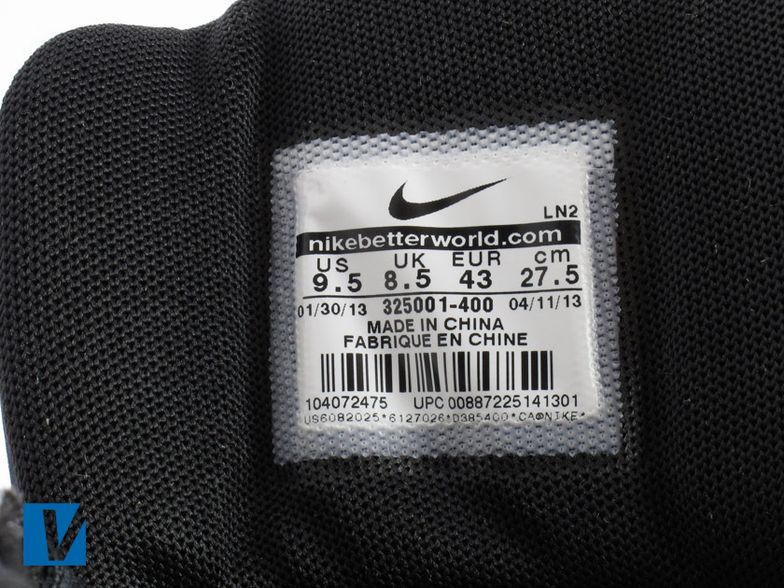 LN2
nikebetterworld.com
US UK EUR cm
9.5 8.5 43 27.5
01/30/13 325001-400 04/11/13
MADE IN CHINA
FABRIQUE EN CHINE
104072475 UPC 00887225141301
US6082025*6127026*D385400*CA@NIKE*
V